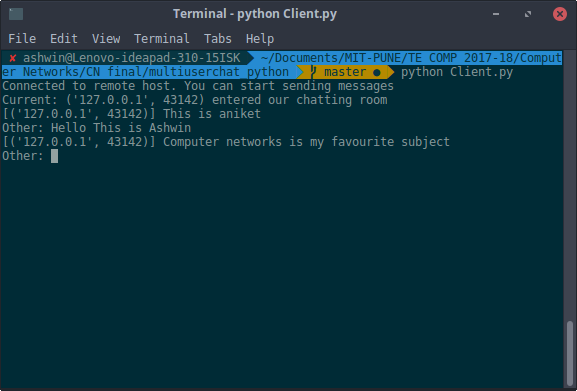 Terminal - python Client.py
File Edit View Terminal Tabs Help
✘ ashwin@Lenovo-ideapad-310-15ISK ~/Documents/MIT-PUNE/TE COMP 2017-18/Comput
er Networks/CN final/multiuserchat_python master ● python Client.py
Connected to remote host. You can start sending messages
Current: ('127.0.0.1', 43142) entered our chatting room
[('127.0.0.1', 43142)] This is aniket
Other: Hello This is Ashwin
[('127.0.0.1', 43142)] Computer networks is my favourite subject
Other: